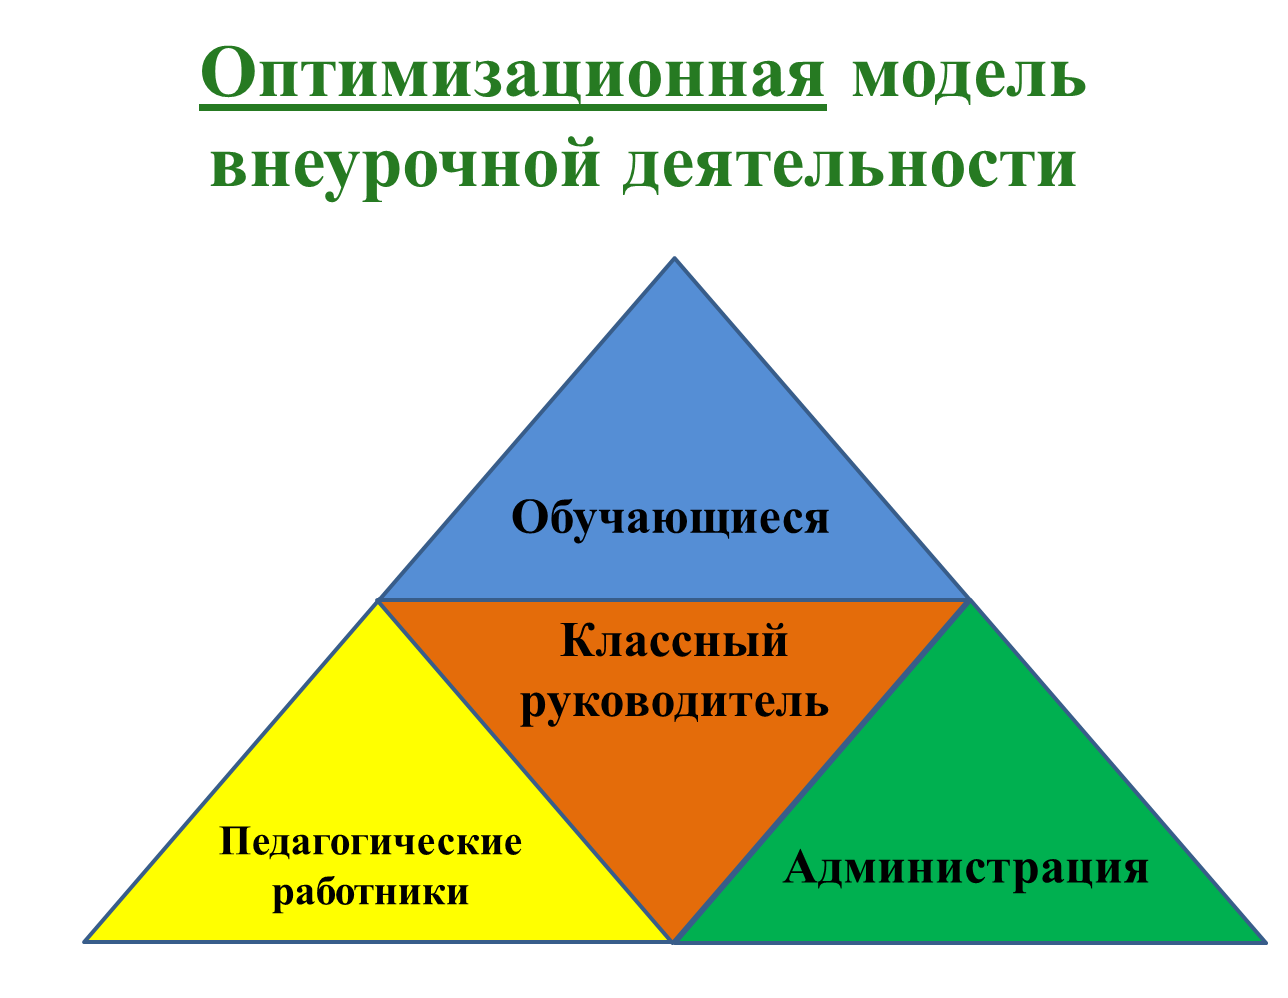 Оптимизационная модель
внеурочной деятельности
Обучающиеся
Классный
руководитель
Педагогические
работники
Администрация